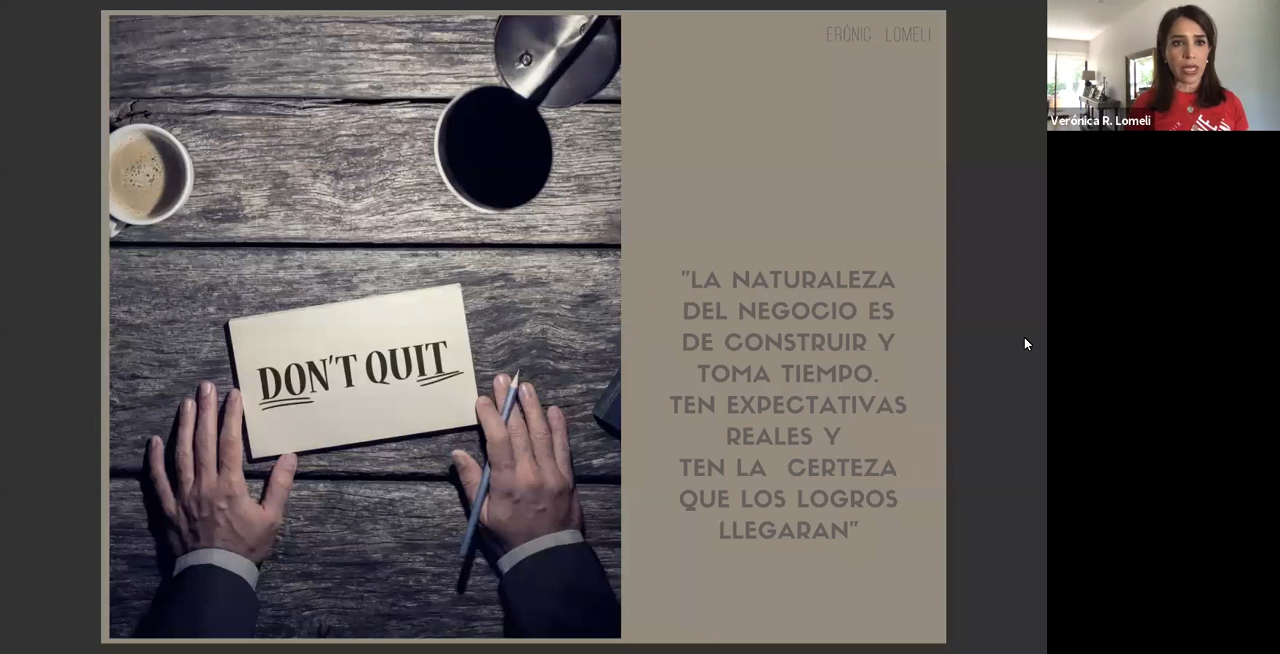 LOMELI
"LA NATURALEZA
DEL NEGOCIO ES
DE CONSTRUIR Y
TOMA TIEMPO.
TEN EXPECTATIVAS
REALES Y
TEN LA CERTEZA
QUE LOS LOGROS
LLEGARAN"
DON'T QUIT
Verónica R. Lomeli